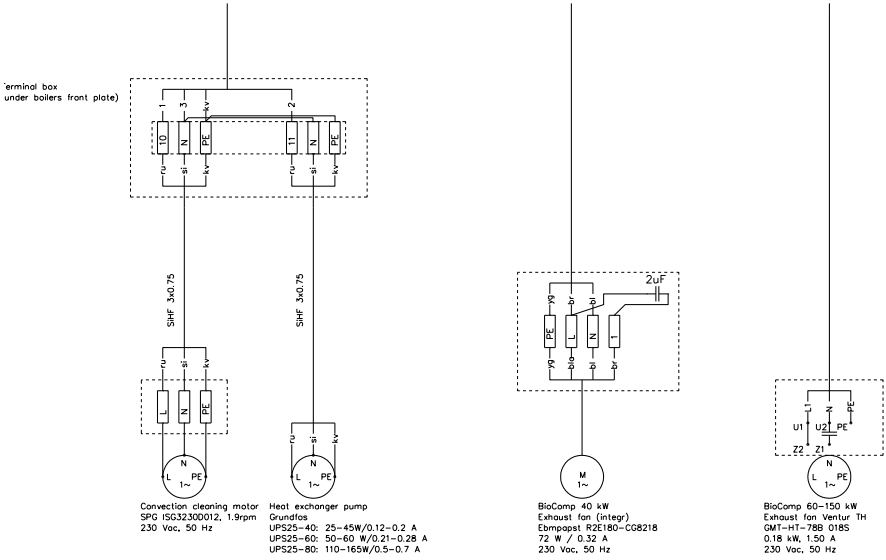 erminal box
under boilers front plate)
1
3
kv
2
10
N
PE
11
N
PE
ru
si
kv
ru
si
kv
SiHF 3x0.75
SiHF 3x0.75
ru
si
kv
L
N
PE
ru
si
kv
N
L
PE
1~
N
L
PE
1~
Convection cleaning motor
SPG ISG3230D012, 1.9rpm
230 Vac, 50 Hz
Heat exchanger pump
Grundfos
UPS25-40: 25-45W/0.12-0.2 A
UPS25-60: 50-60 W/0.21-0.28 A
UPS25-80: 110-165W/0.5-0.7 A
2uF
yg
br
bl
PE
L
N
1
yg
bla
bl
br
M
1~
BioComp 40 kW
Exhaust fan (integr)
Ebmpapst R2E180-CG8218
72 W / 0.32 A
230 Vac, 50 Hz
L1
N
PE
U1
U2
PE
Z2
Z1
N
L
PE
1~
BioComp 60-150 kW
Exhaust fan Ventur TH
GMT-HT-78B 018S
0.18 kW, 1.50 A
230 Vac, 50 Hz